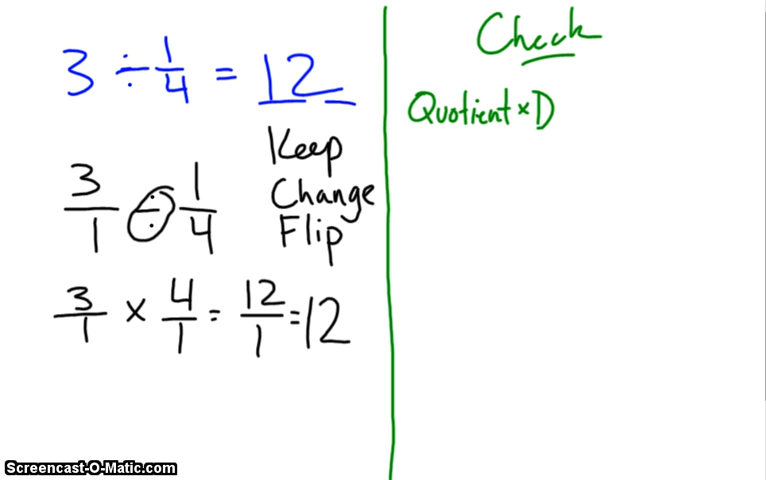 3 ÷ 1/4 = 12
Keep
Change
Flip
3/1 ÷ 1/4
3/1 × 4/1 = 12/1 = 12
Check
Quotient × D
Screencast-O-Matic.com